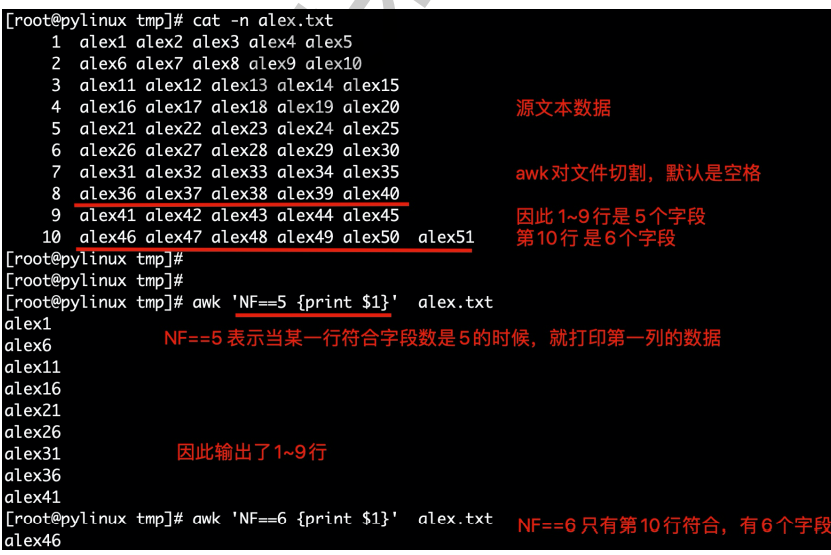 [root@pylinux tmp]# cat -n alex.txt
1 alex1 alex2 alex3 alex4 alex5
2 alex6 alex7 alex8 alex9 alex10
3 alex11 alex12 alex13 alex14 alex15
4 alex16 alex17 alex18 alex19 alex20 源文本数据
5 alex21 alex22 alex23 alex24 alex25
6 alex26 alex27 alex28 alex29 alex30
7 alex31 alex32 alex33 alex34 alex35 awk对文件切割，默认是空格
8 alex36 alex37 alex38 alex39 alex40
9 alex41 alex42 alex43 alex44 alex45 因此 1~9行是 5个字段
10 alex46 alex47 alex48 alex49 alex50  alex51 第10行 是6个字段
[root@pylinux tmp]#
[root@pylinux tmp]#
[root@pylinux tmp]# awk 'NF==5 {print $1}'  alex.txt
alex1
NF==5 表示当某一行符合字段数是5的时候，就打印第一列的数据
alex6
alex11
alex16
alex21
alex26
alex31 因此输出了1~9行
alex36
alex41
[root@pylinux tmp]# awk 'NF==6 {print $1}'  alex.txt NF==6 只有第10行符合，有6个字段
alex46